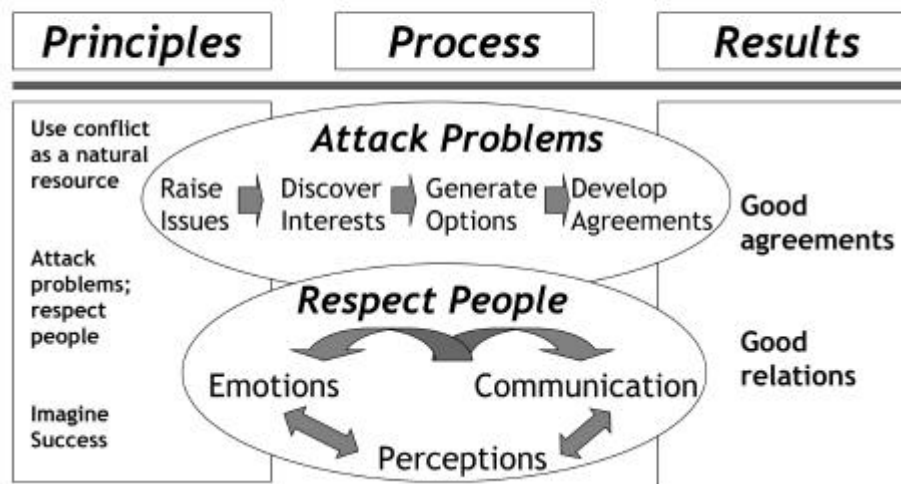 Principles
Process
Results
Use conflict
as a natural
resource
Attack
problems;
respect
people
Imagine
Success
Attack Problems
Raise
Issues
Discover
Interests
Generate
Options
Develop
Agreements
Respect People
Emotions
Communication
Perceptions
Good
agreements
Good
relations